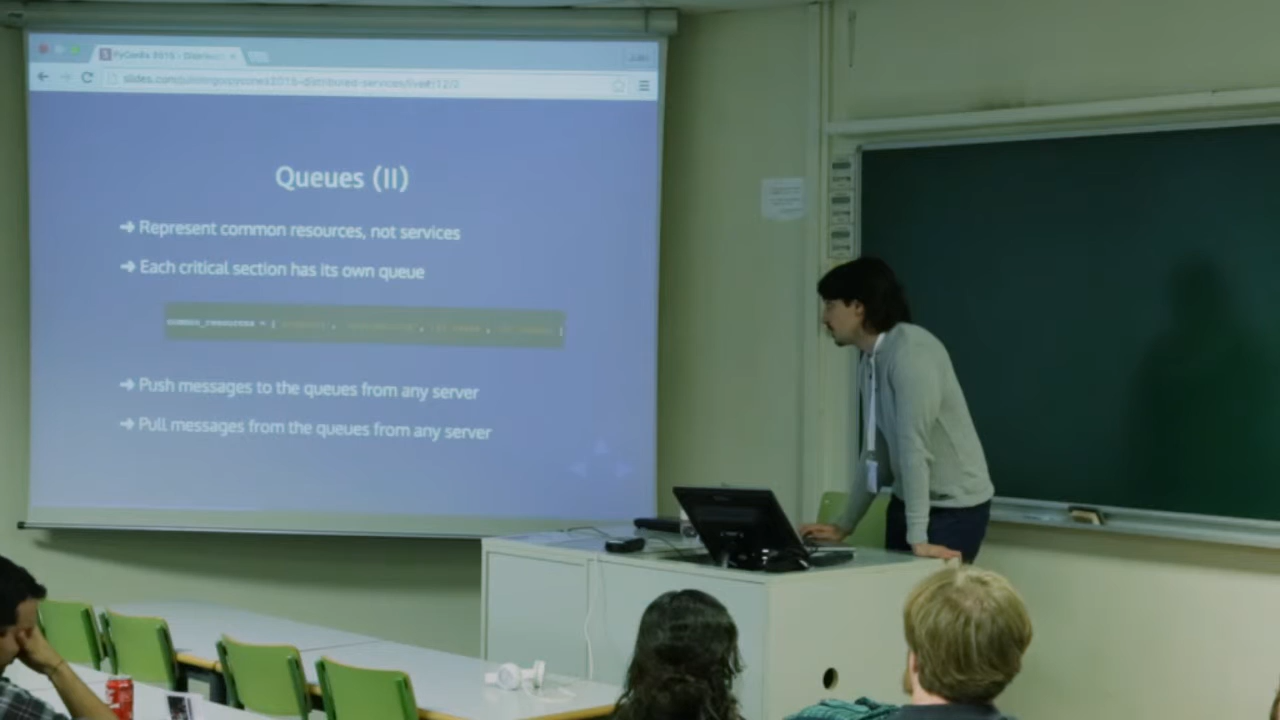 Queues (II)
➜ Represent common resources, not services
➜ Each critical section has its own queue
common_resources = [
➜ Push messages to the queues from any server
➜ Pull messages from the queues from any server